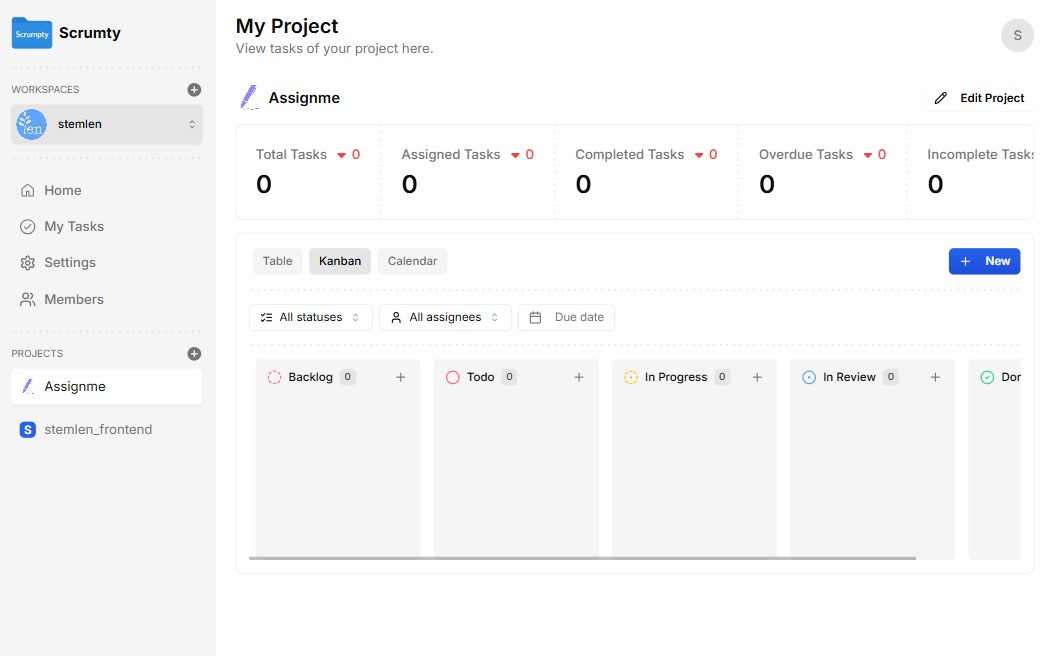 Scrumpty
Scrumty
WORKSPACES
stemlen
Home
My Tasks
Settings
Members
PROJECTS
Assignme
S stemlen_frontend
My Project
View tasks of your project here.
S
Assignme
Edit Project
Total Tasks 0
0
Assigned Tasks 0
0
Completed Tasks 0
0
Overdue Tasks 0
0
Incomplete Tasks
0
Table Kanban Calendar
New
All statuses All assignees Due date
Backlog 0
Todo 0
In Progress 0
In Review 0